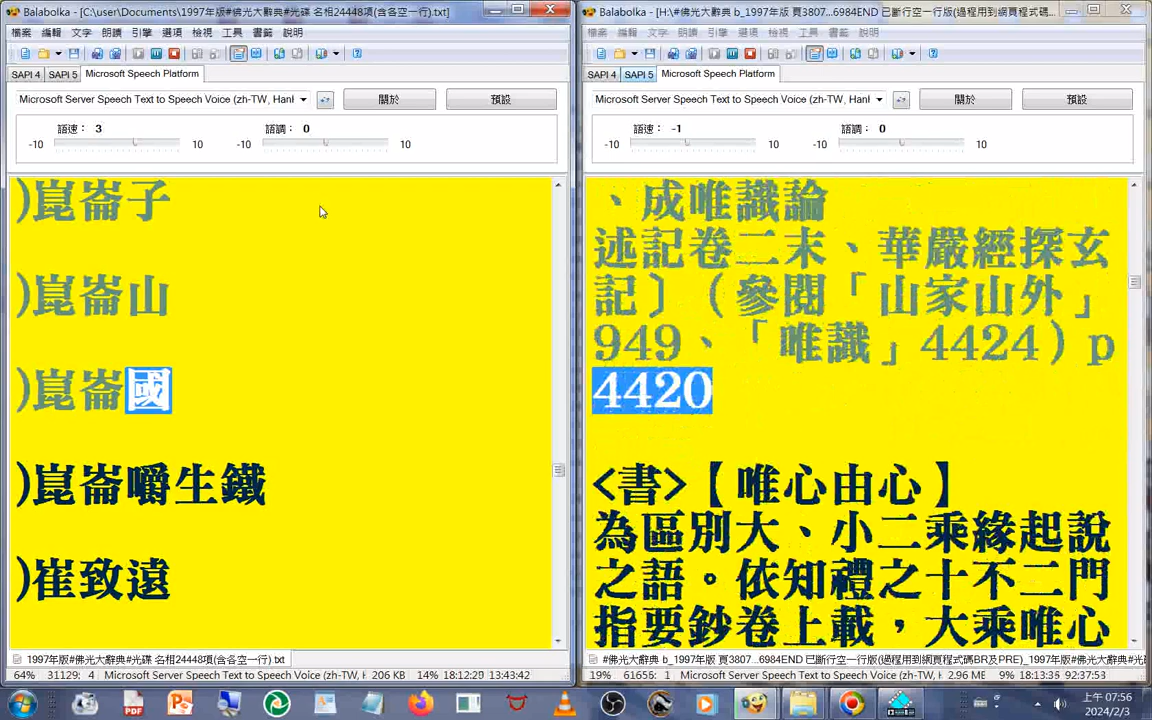 Balabolka - [C:\user\Documents\1997年版#佛光大辭典#光碟 名相24448項(含各空一行).txt]
檔案 編輯 文字 朗讀 引擎 選項 檢視 工具 書籤 說明
SAPI 4 SAPI 5 Microsoft Speech Platform
Microsoft Server Speech Text to Speech Voice (zh-TW, Hanl
關於 預設
語速： 3 語調： 0
-10 10 -10 10
)崑崙子
)崑崙山
)崑崙國
)崑崙嚼生鐵
)崔致遠
1997年版#佛光大辭典#光碟 名相24448項(含各空一行).txt
64% 31129: 4 Microsoft Server Speech Text to Speech Voice (zh-TW, H 206 KB 14% 18:12:29 13:43:42
Balabolka - [H:\#佛光大辭典 b_1997年版 頁3807...6984END 已斷行空一行版(過程用到網頁程式碼...
檔案 編輯 文字 朗讀 引擎 選項 檢視 工具 書籤 說明
SAPI 4 SAPI 5 Microsoft Speech Platform
Microsoft Server Speech Text to Speech Voice (zh-TW, Hanl
關於 預設
語速： -1 語調： 0
-10 10 -10 10
、成唯識論
述記卷二末、華嚴經探玄
記〕（參閱「山家山外」
949、「唯識」4424）p
4420
<書>【唯心由心】
為區別大、小二乘緣起說
之語。依知禮之十不二門
指要鈔卷上載，大乘唯心
#佛光大辭典 b_1997年版 頁3807...6984END 已斷行空一行版(過程用到網頁程式碼BR及PRE)_1997年版#光
19% 61655: 1 Microsoft Server Speech Text to Speech Voice (zh-TW, H 2.96 MB 9% 18:13:35 92:37:53
上午 07:56
2024/2/3